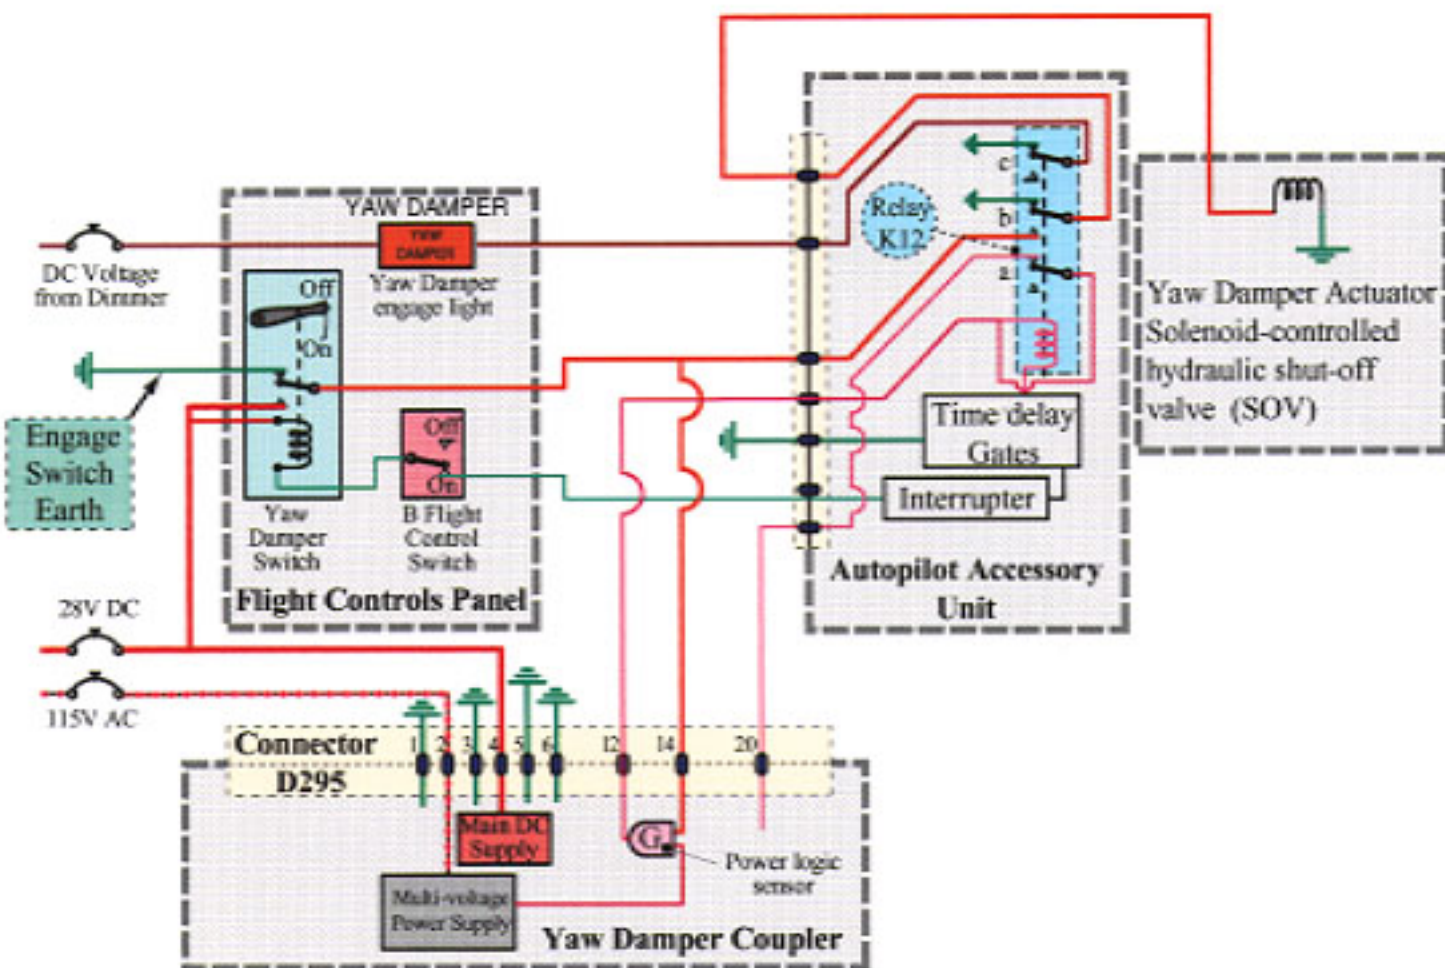 YAW DAMPER
YAW
DAMPER
DC Voltage
from Dimmer
Yaw Damper
engage light
Off
On
Engage
Switch
Earth
Off
On
Yaw
Damper
Switch
B Flight
Control
Switch
Flight Controls Panel
28V DC
115V AC
Relay
K12
c
b
a
Time delay
Gates
Interrupter
Autopilot Accessory
Unit
Yaw Damper Actuator
Solenoid-controlled
hydraulic shut-off
valve (SOV)
Connector
D295
1 2 3 4 5 6 12 14 20
Main DC
Supply
G
Power logic
sensor
Multi-voltage
Power Supply
Yaw Damper Coupler